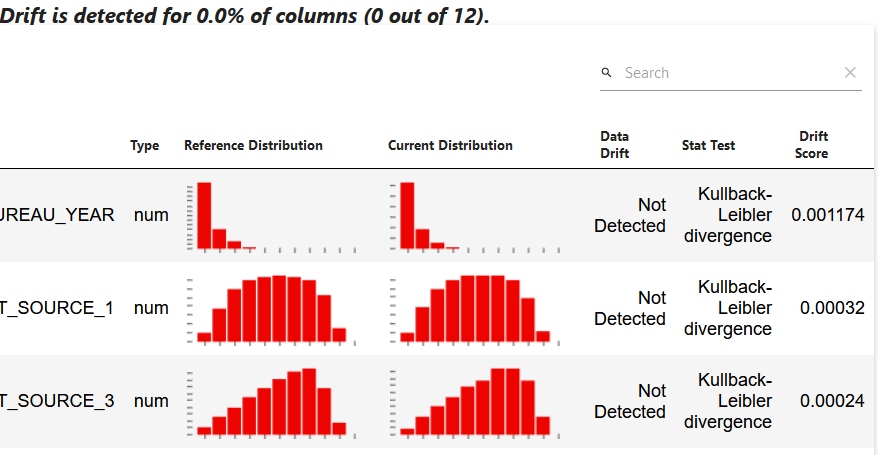 Drift is detected for 0.0% of columns (0 out of 12).
Search
Type Reference Distribution Current Distribution Data Drift Stat Test Drift Score
UREAU_YEAR num Not Detected Kullback-Leibler divergence 0.001174
T_SOURCE_1 num Not Detected Kullback-Leibler divergence 0.00032
T_SOURCE_3 num Not Detected Kullback-Leibler divergence 0.00024